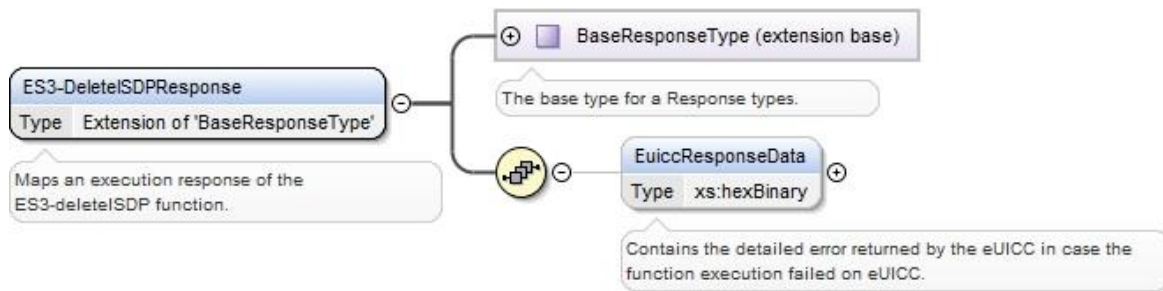 BaseResponseType (extension base)
The base type for a Response types.
ES3-DeleteISDPResponse
Type Extension of 'BaseResponseType'
Maps an execution response of the
ES3-deleteISDP function.
EuiccResponseData
Type xs:hexBinary
Contains the detailed error returned by the eUICC in case the
function execution failed on eUICC.